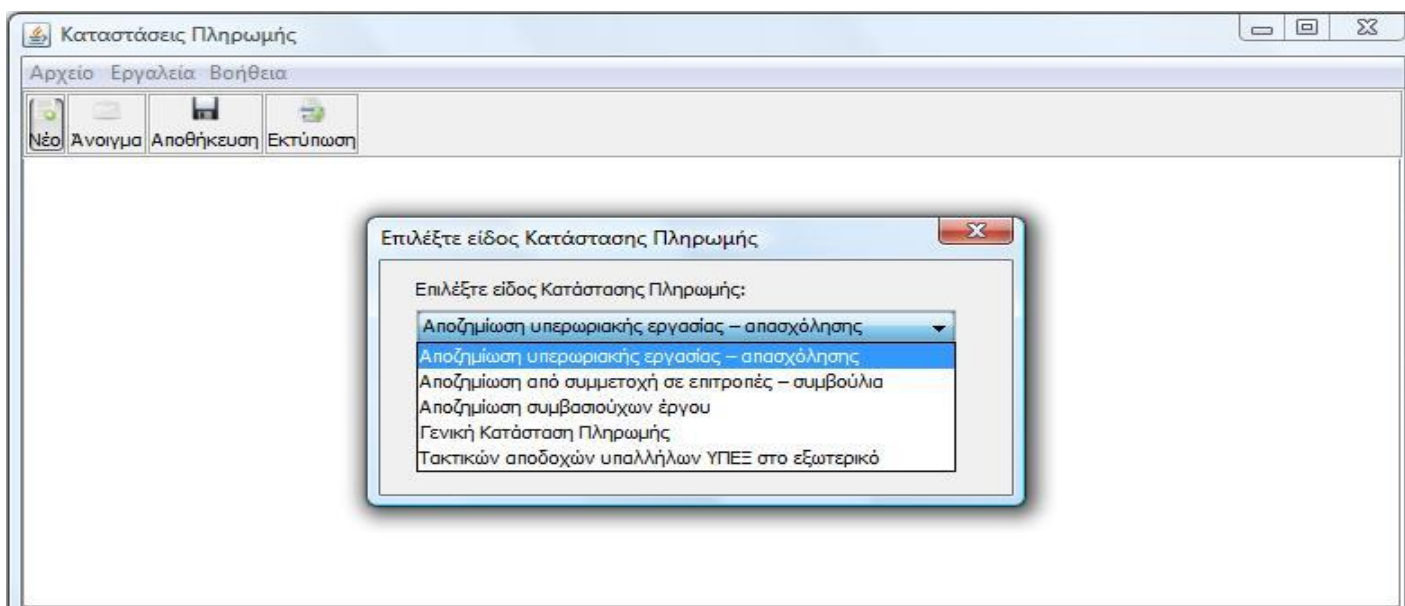 Καταστάσεις Πληρωμής
Αρχείο Εργαλεία Βοήθεια
Νέο Άνοιγμα Αποθήκευση Εκτύπωση
Επιλέξτε είδος Κατάστασης Πληρωμής
Επιλέξτε είδος Κατάστασης Πληρωμής:
Αποζημίωση υπερωριακής εργασίας – απασχόλησης
Αποζημίωση υπερωριακής εργασίας – απασχόλησης
Αποζημίωση από συμμετοχή σε επιτροπές – συμβούλια
Αποζημίωση συμβασιούχων έργου
Γενική Κατάσταση Πληρωμής
Τακτικών αποδοχών υπαλλήλων ΥΠΕΞ στο εξωτερικό